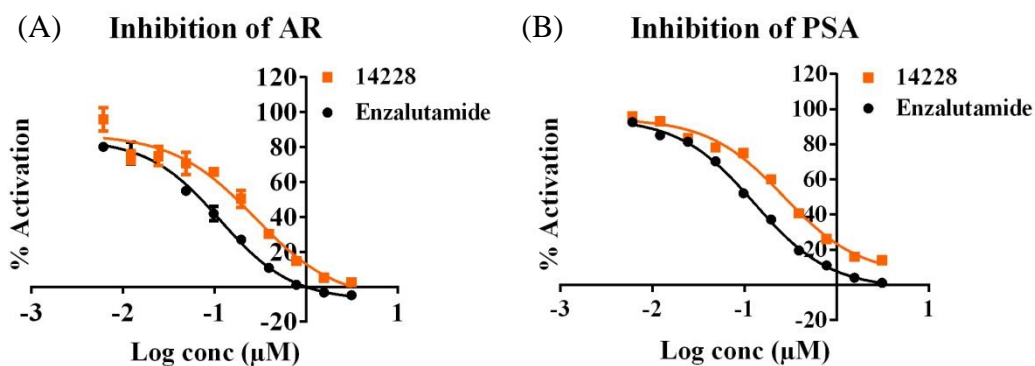 (A) Inhibition of AR
120
100
80
60
40
20
-20
-3 -2 -1 1
% Activation
Log conc (µM)
14228
Enzalutamide
(B) Inhibition of PSA
120
100
80
60
40
20
-20
-3 -2 -1 1
% Activation
Log conc (µM)
14228
Enzalutamide